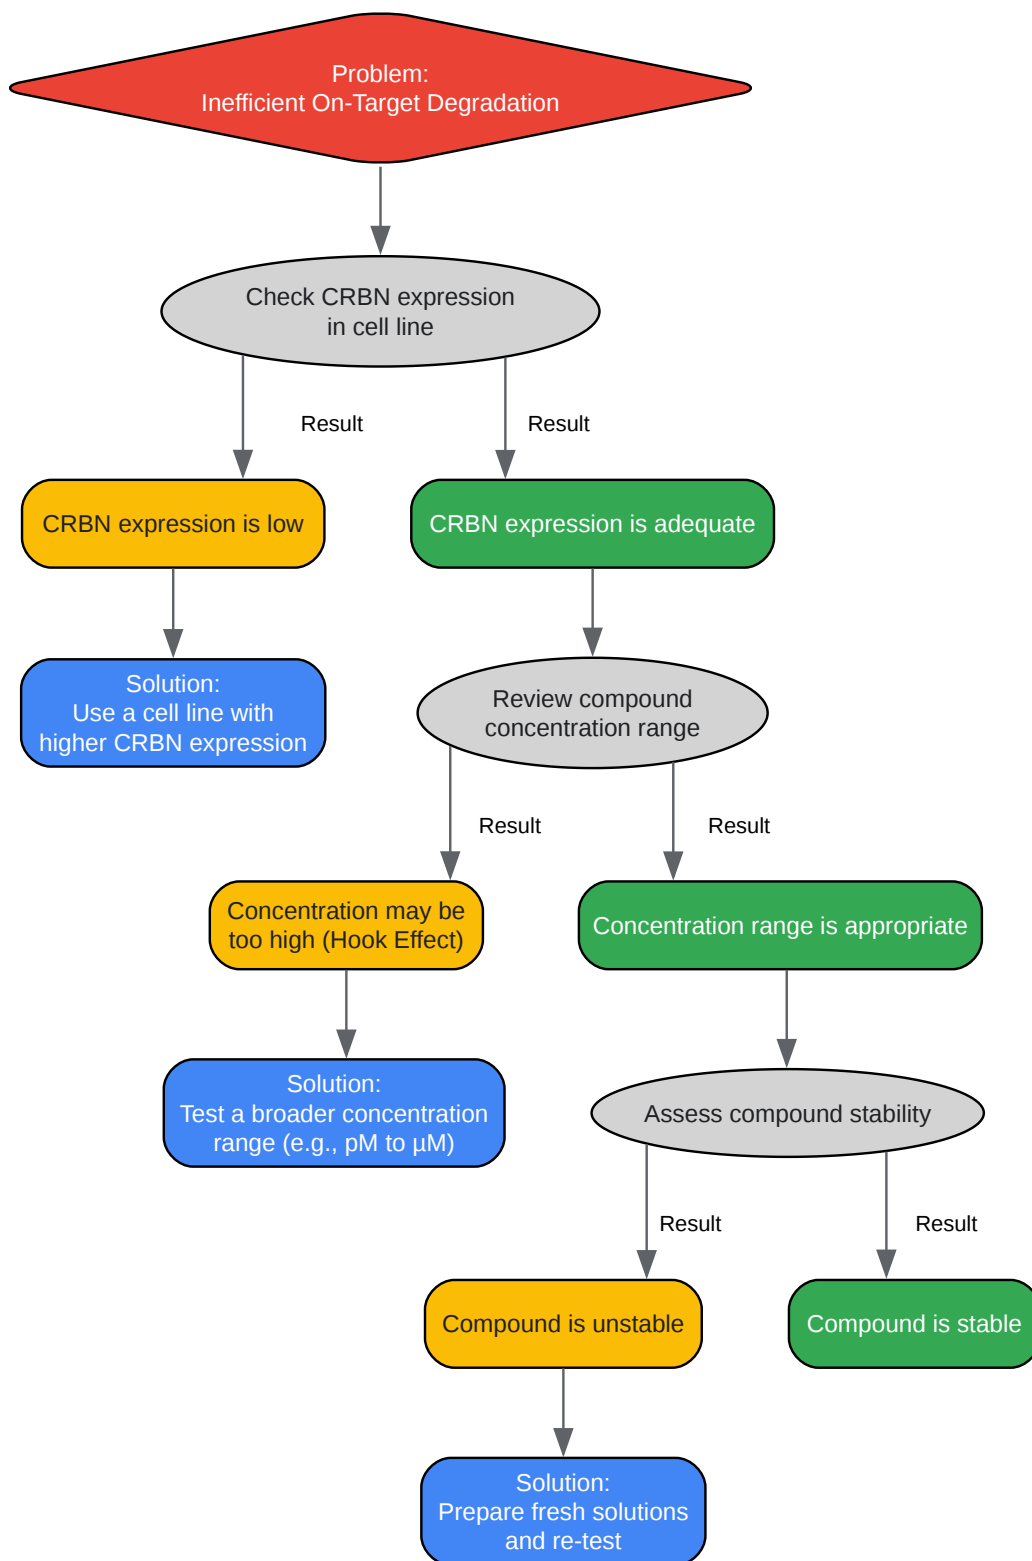 Problem:
Inefficient On-Target Degradation
Check CRBN expression
in cell line
Result
Result
CRBN expression is low
CRBN expression is adequate
Solution:
Use a cell line with
higher CRBN expression
Review compound
concentration range
Result
Result
Concentration may be
too high (Hook Effect)
Concentration range is appropriate
Solution:
Test a broader concentration
range (e.g., pM to µM)
Assess compound stability
Result
Result
Compound is unstable
Compound is stable
Solution:
Prepare fresh solutions
and re-test